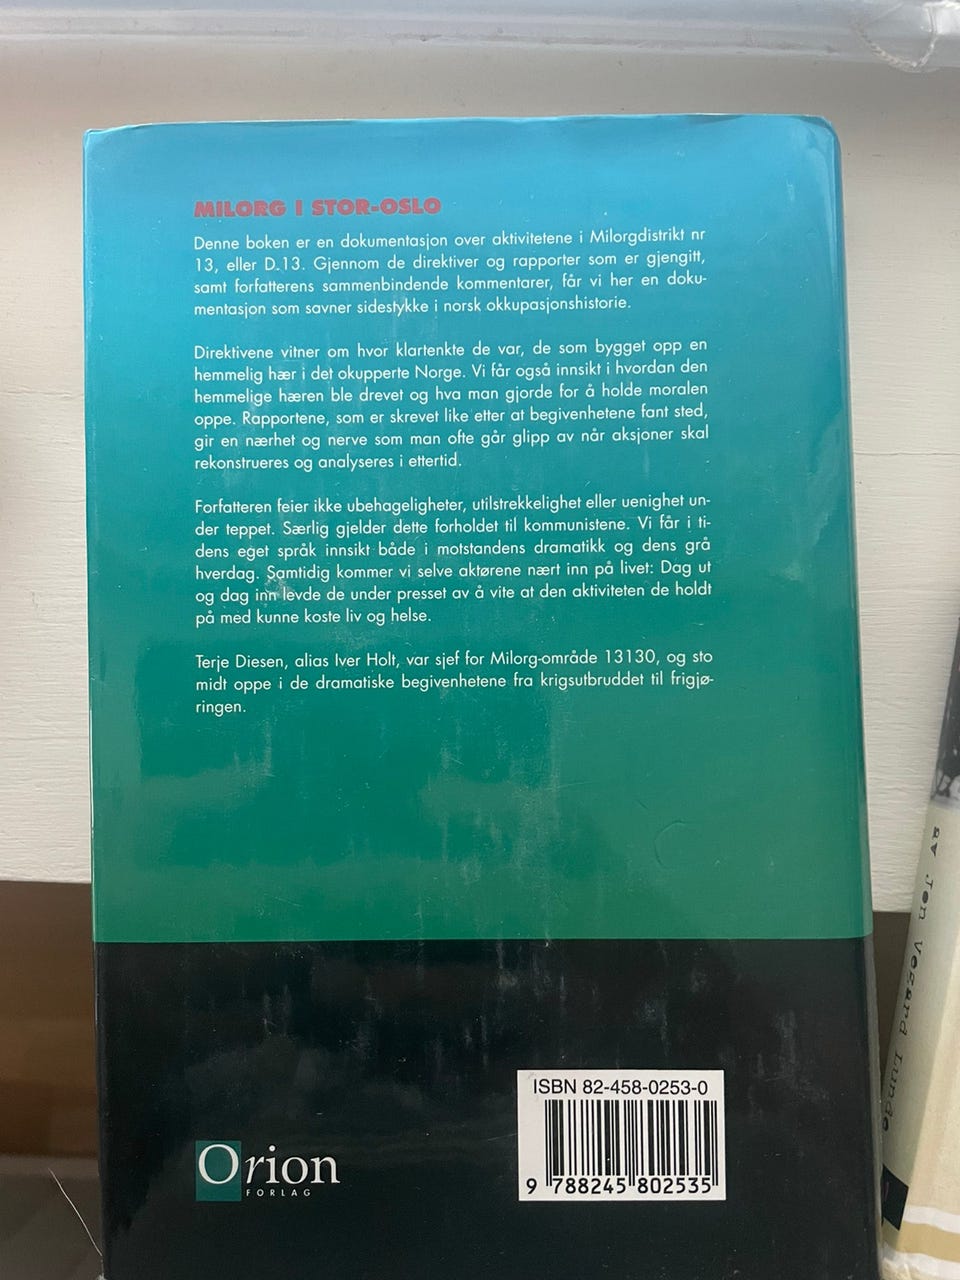 MILORG I STOR-OSLO
Denne boken er en dokumentasjon over aktivitetene i Milorgdistrikt nr
13, eller D.13. Gjennom de direktiver og rapporter som er gjengitt,
samt forfatterens sammenbindende kommentarer, får vi her en doku-
mentasjon som savner sidestykke i norsk okkupasjonshistorie.
Direktivene vitner om hvor klartenkte de var, de som bygget opp en
hemmelig hær i det okupperte Norge. Vi får også innsikt i hvordan den
hemmelige hæren ble drevet og hva man gjorde for å holde moralen
oppe. Rapportene, som er skrevet like etter at begivenhetene fant sted,
gir en nærhet og nerve som man ofte går glipp av når aksjoner skal
rekonstrueres og analyseres i ettertid.
Forfatteren feier ikke ubehageligheter, utilstrekkelighet eller uenighet un-
der teppet. Særlig gjelder dette forholdet til kommunistene. Vi får i ti-
dens eget språk innsikt både i motstandens dramatikk og dens grå
hverdag. Samtidig kommer vi selve aktørene nært inn på livet: Dag ut
og dag inn levde de under presset av å vite at den aktiviteten de holdt
på med kunne koste liv og helse.
Terje Diesen, alias Iver Holt, var sjef for Milorg-område 13130, og sto
midt oppe i de dramatiske begivenhetene fra krigsutbruddet til frigjø-
ringen.
ISBN 82-458-0253-0
9 788245 802535
Orion
FORLAG
av Jon Vegard Lunde